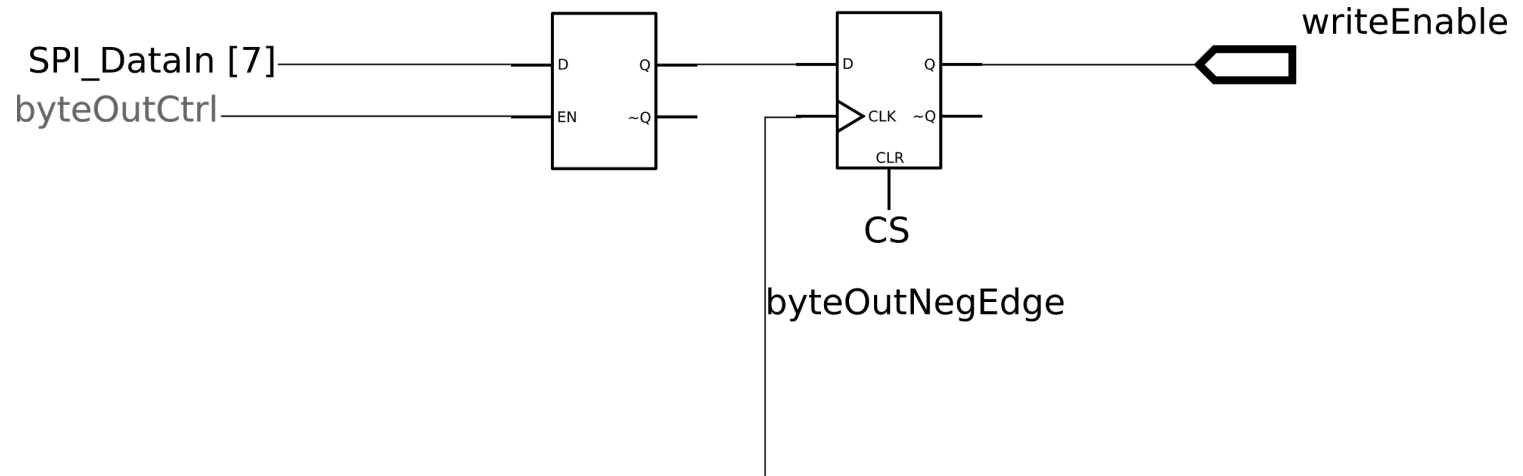 writeEnable
SPI_DataIn [7]
D
Q
D
Q
byteOutCtrl
EN
~Q
CLK
~Q
CLR
CS
byteOutNegEdge